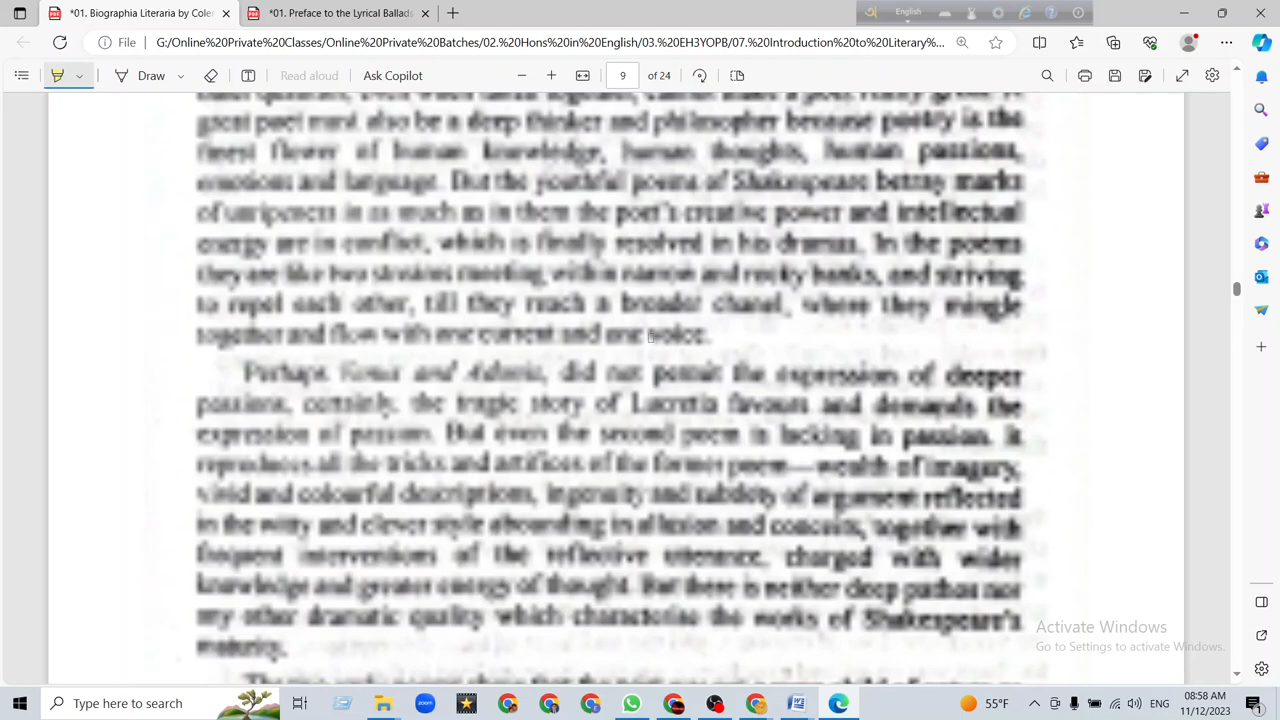 *01. Biographia Literaria by Coler
*01. Preface to the Lyrical Ballads
English
File
G:/Online%20Private%20Classes/Online%20Private%20Batches/02.%20Hons%20in%20English/03.%20EH3YOPB/07.%20Introduction%20to%20Literary%...
Draw
Read aloud
Ask Copilot
9
of 24
great poet must also be a deep thinker and philosopher because poetry is the
finest flower of human knowledge, human thoughts, human passions,
emotions and language. But the youthful poems of Shakespeare betray marks
of unripeness in as much as in them the poet's creative power and intellectual
energy are in conflict, which is finally resolved in his dramas. In the poems
they are like two streams meeting within narrow and rocky banks, and striving
to repel each other, till they reach a broader chanel, where they mingle
together and flow with one current and one voice.
Perhaps Venus and Adonis, did not permit the expression of deeper
passions, certainly, the tragic story of Lucretia favours and demands the
expression of passion. But even the second poem is lacking in passion. It
reproduces all the tricks and artifices of the former poem—wealth of imagary,
vivid and colourful descriptions, ingenuity and subtlety of argument reflected
in the witty and clever style abounding in allusion and conceits, together with
frequent interventions of the reflective utterance, charged with wider
knowledge and greater energy of thought. But there is neither deep pathos nor
any other dramatic quality which characterise the works of Shakespeare's
maturity.
Activate Windows
Go to Settings to activate Windows.
Type here to search
55°F
ENG
08:58 AM
11/12/2023